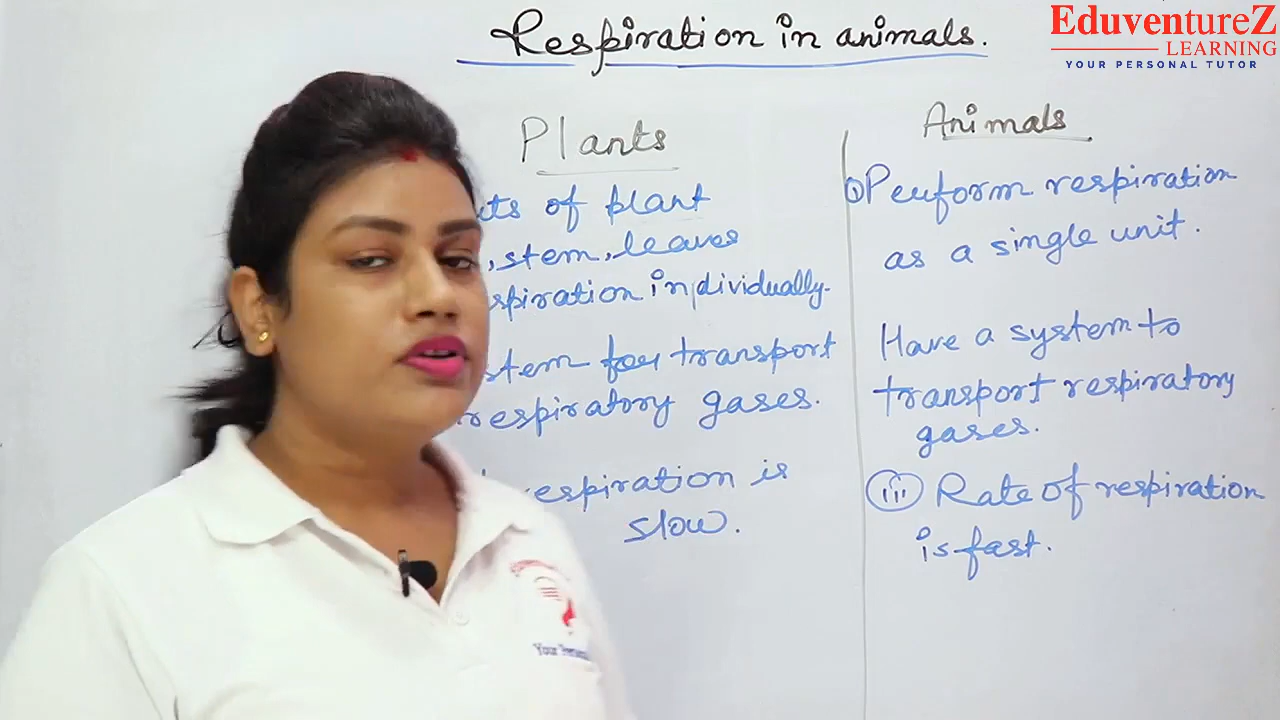 Respiration in animals.
EduventureZ
LEARNING
YOUR PERSONAL TUTOR
Plants
of plant
, stem, leaves
individually.
for transport
respiratory gases.
respiration is
slow.
Animals
Perform respiration
as a single unit.
Have a system to
transport respiratory
gases.
(iii) Rate of respiration
is fast.
Your